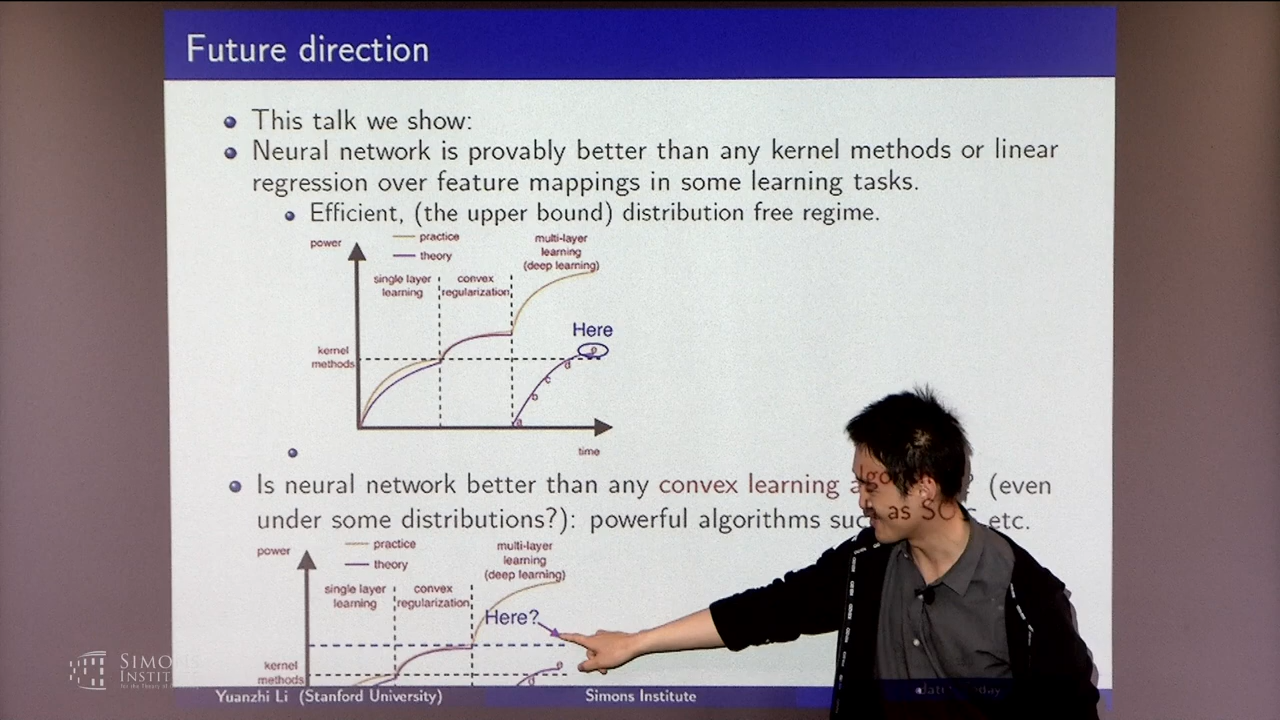 Future direction
This talk we show:
Neural network is provably better than any kernel methods or linear
regression over feature mappings in some learning tasks.
Efficient, (the upper bound) distribution free regime.
power
practice
theory
multi-layer
learning
(deep learning)
single layer
learning
convex
regularization
Here
kernel
methods
a
b
c
d
e
time
Is neural network better than any convex learning (even
under some distributions?): powerful algorithms such as etc.
power
practice
theory
multi-layer
learning
(deep learning)
single layer
learning
convex
regularization
Here?
kernel
methods
d
e
SIMONS
Yuanzhi Li (Stanford University)
Simons Institute